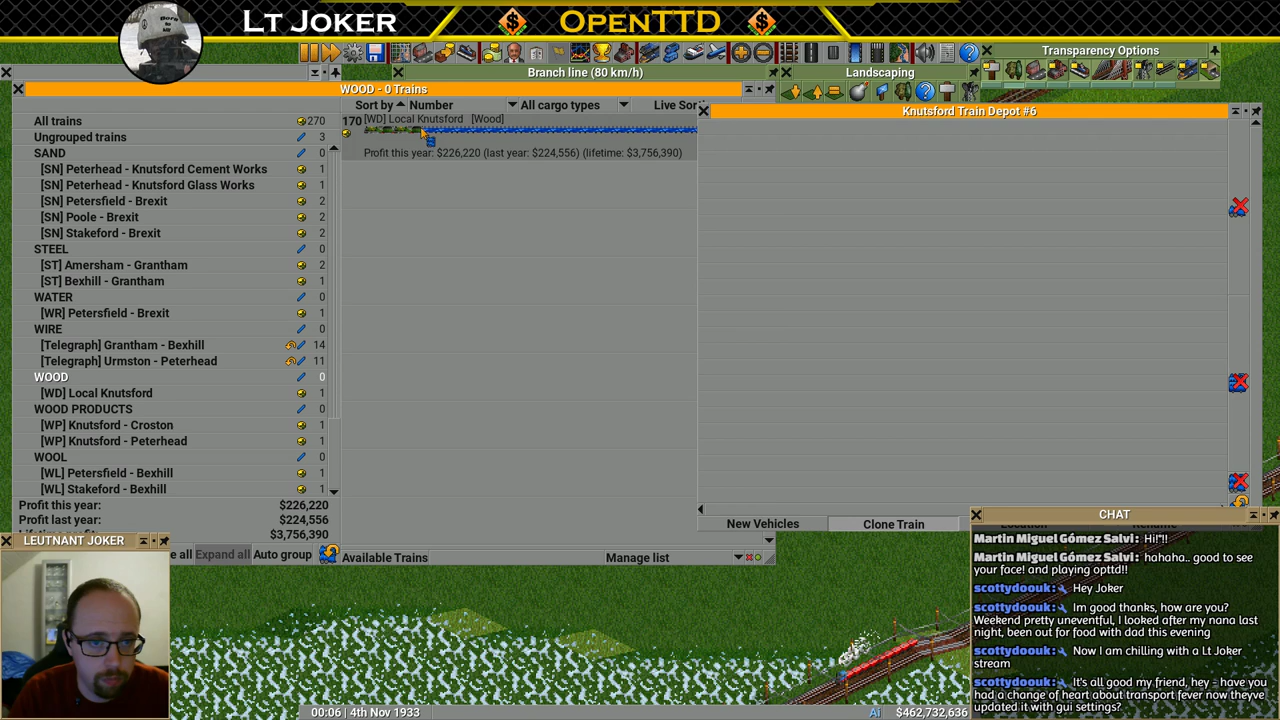 LT JOKER
OPENTTD
Transparency Options
Branch line (80 km/h)
Landscaping
WOOD - 0 Trains
Sort by
Number
All cargo types
Live Sor
Knutsford Train Depot #6
All trains 270
Ungrouped trains 3
SAND 0
[SN] Peterhead - Knutsford Cement Works 1
[SN] Peterhead - Knutsford Glass Works 1
[SN] Petersfield - Brexit 2
[SN] Poole - Brexit 2
[SN] Stakeford - Brexit 2
STEEL 0
[ST] Amersham - Grantham 2
[ST] Bexhill - Grantham 1
WATER 0
[WR] Petersfield - Brexit 1
WIRE 0
[Telegraph] Grantham - Bexhill 14
[Telegraph] Urmston - Peterhead 11
WOOD 0
[WD] Local Knutsford 1
WOOD PRODUCTS 0
[WP] Knutsford - Croston 1
[WP] Knutsford - Peterhead 1
WOOL 0
[WL] Petersfield - Bexhill 1
[WL] Stakeford - Bexhill 1
Profit this year: $226,220
Profit last year: $224,556
$3,756,390
170 [WD] Local Knutsford [Wood]
Profit this year: $226,220 (last year: $224,556) (lifetime: $3,756,390)
New Vehicles
Clone Train
e all
Expand all
Auto group
Available Trains
Manage list
LEUTNANT JOKER
CHAT
Martin Miguel Gómez Salvi: Hi!"!!
Martin Miguel Gómez Salvi: hahaha.. good to see
your face! and playing opttd!!
scottydoouk: Hey Joker
scottydoouk: Im good thanks, how are you?
Weekend pretty uneventful, I looked after my nana last
night, been out for food with dad this evening
scottydoouk: Now I am chilling with a Lt Joker
stream
scottydoouk: It's all good my friend, hey - have you
had a change of heart about transport fever now theyve
updated it with gui settings?
00:06 | 4th Nov 1933
Ai
$462,732,636